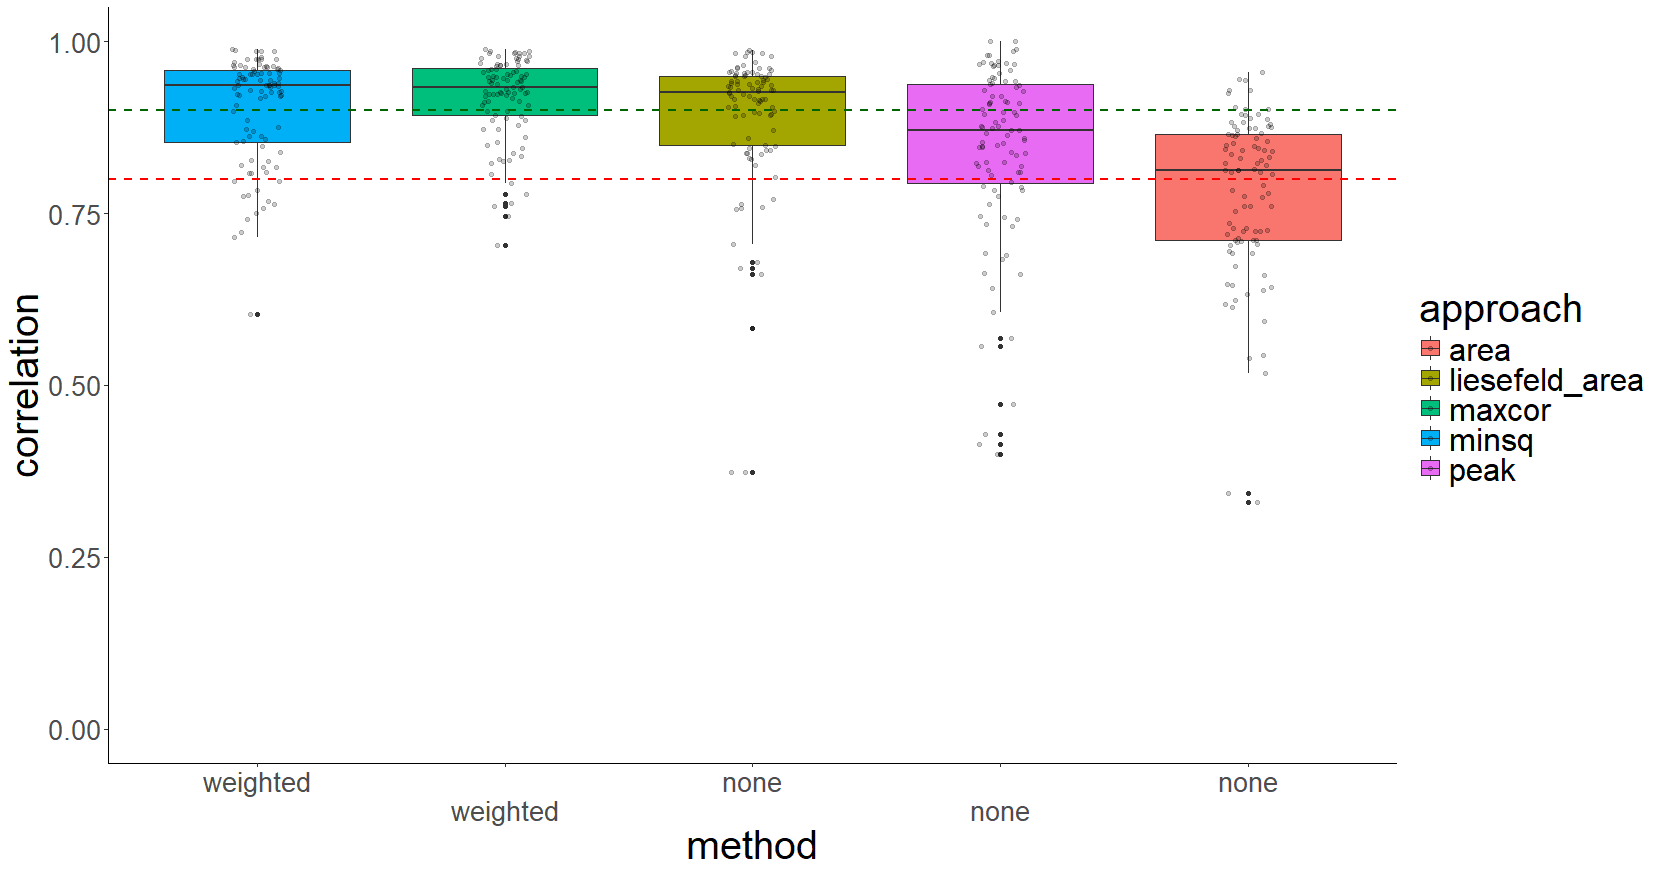 1.00
0.75
0.50
0.25
0.00
correlation
weighted
weighted
none
none
none
method
approach
area
liesefeld_area
maxcor
minsq
peak